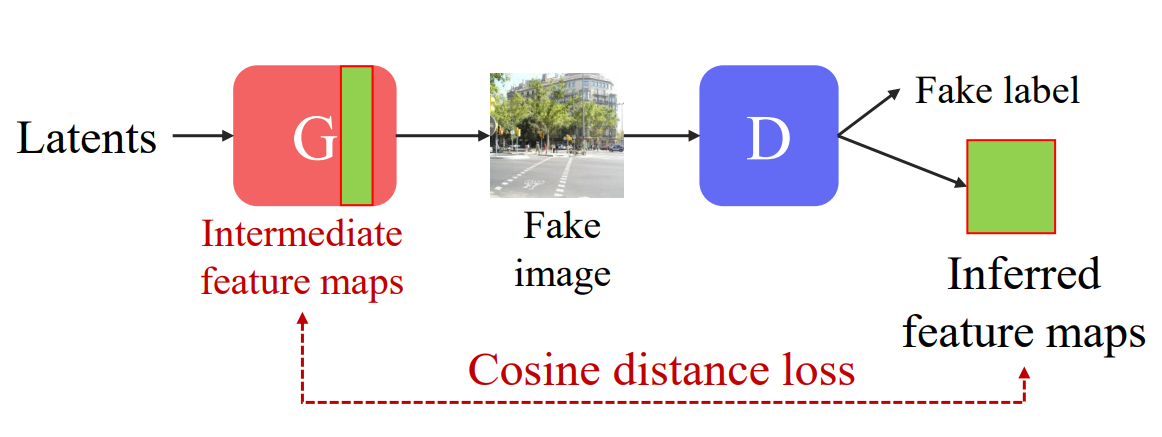 Latents
G
D
Fake label
Intermediate
feature maps
Fake
image
Inferred
feature maps
Cosine distance loss